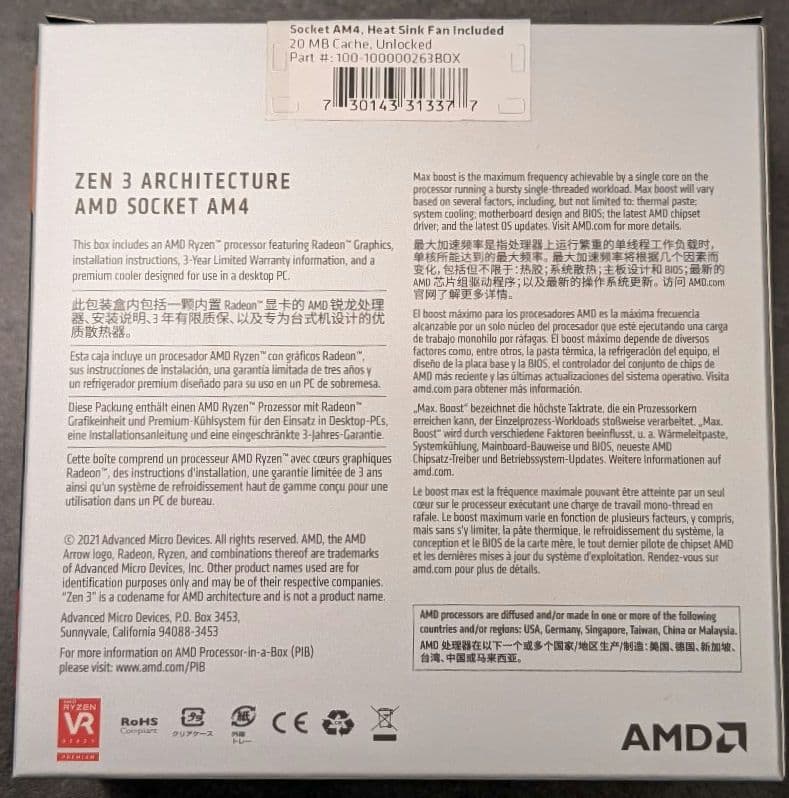 Socket AM4, Heat Sink Fan Included
20 MB Cache, Unlocked
Part #: 100-100000263BOX
7 30143 31337 7
ZEN 3 ARCHITECTURE
AMD SOCKET AM4
This box includes an AMD Ryzen™ processor featuring Radeon™ Graphics,
installation instructions, 3-Year Limited Warranty information, and a
premium cooler designed for use in a desktop PC.
此包装盒内包括一颗内置 Radeon™ 显卡的 AMD 锐龙处理
器、安装说明、3 年有限质保、以及专为台式机设计的优
质散热器。
Esta caja incluye un procesador AMD Ryzen™ con gráficos Radeon™,
sus instrucciones de instalación, una garantía limitada de tres años y
un refrigerador premium diseñado para su uso en un PC de sobremesa.
Diese Packung enthält einen AMD Ryzen™ Prozessor mit Radeon™
Grafikeinheit und Premium-Kühlsystem für den Einsatz in Desktop-PCs,
eine Installationsanleitung und eine eingeschränkte 3-Jahres-Garantie.
Cette boîte comprend un processeur AMD Ryzen™ avec cœurs graphiques
Radeon™, des instructions d'installation, une garantie limitée de 3 ans
ainsi qu'un système de refroidissement haut de gamme conçu pour une
utilisation dans un PC de bureau.
© 2021 Advanced Micro Devices. All rights reserved. AMD, the AMD
Arrow logo, Radeon, Ryzen, and combinations thereof are trademarks
of Advanced Micro Devices, Inc. Other product names used are for
identification purposes only and may be of their respective companies.
"Zen 3" is a codename for AMD architecture and is not a product name.
Advanced Micro Devices, P.O. Box 3453,
Sunnyvale, California 94088-3453
For more information on AMD Processor-in-a-Box (PIB)
please visit: www.amd.com/PIB
Max boost is the maximum frequency achievable by a single core on the
processor running a bursty single-threaded workload. Max boost will vary
based on several factors, including, but not limited to: thermal paste;
system cooling; motherboard design and BIOS; the latest AMD chipset
driver; and the latest OS updates. Visit AMD.com for more details.
最大加速频率是指处理器上运行繁重的单线程工作负载时,
单核所能达到的最大频率。最大加速频率将根据几个因素而
变化,包括但不限于:热胶;系统散热;主板设计和 BIOS;最新的
AMD 芯片组驱动程序;以及最新的操作系统更新。访问 AMD.com
官网了解更多详情。
El boost máximo para los procesadores AMD es la máxima frecuencia
alcanzable por un solo núcleo del procesador que esté ejecutando una carga
de trabajo monohilo por ráfagas. El boost máximo depende de diversos
factores como, entre otros, la pasta térmica, la refrigeración del equipo, el
diseño de la placa base y la BIOS, el controlador del conjunto de chips de
AMD más reciente y las últimas actualizaciones del sistema operativo. Visita
amd.com para obtener más información.
„Max. Boost" bezeichnet die höchste Taktrate, die ein Prozessorkern
erreichen kann, der Einzelprozess-Workloads stoßweise verarbeitet. „Max.
Boost" wird durch verschiedene Faktoren beeinflusst, u. a. Wärmeleitpaste,
Systemkühlung, Mainboard-Bauweise und BIOS, neueste AMD
Chipsatz-Treiber und Betriebssystem-Updates. Weitere Informationen auf
amd.com.
Le boost max est la fréquence maximale pouvant être atteinte par un seul
cœur sur le processeur exécutant une charge de travail mono-thread en
rafale. Le boost maximum varie en fonction de plusieurs facteurs, y compris,
mais sans s'y limiter, la pâte thermique, le refroidissement du système, la
conception et le BIOS de la carte mère, le tout dernier pilote de chipset AMD
et les dernières mises à jour du système d'exploitation. Rendez-vous sur
amd.com pour plus de détails.
AMD processors are diffused and/or made in one or more of the following
countries and/or regions: USA, Germany, Singapore, Taiwan, China or Malaysia.
AMD 处理器在以下一个或多个国家/地区生产/制造:美国、德国、新加坡、
台湾、中国或马来西亚。
AMD
RYZEN
VR
READY
PREMIUM
RoHS
Compliant
プラ
クリアケース
紙
外箱
トレー
CE
AMD